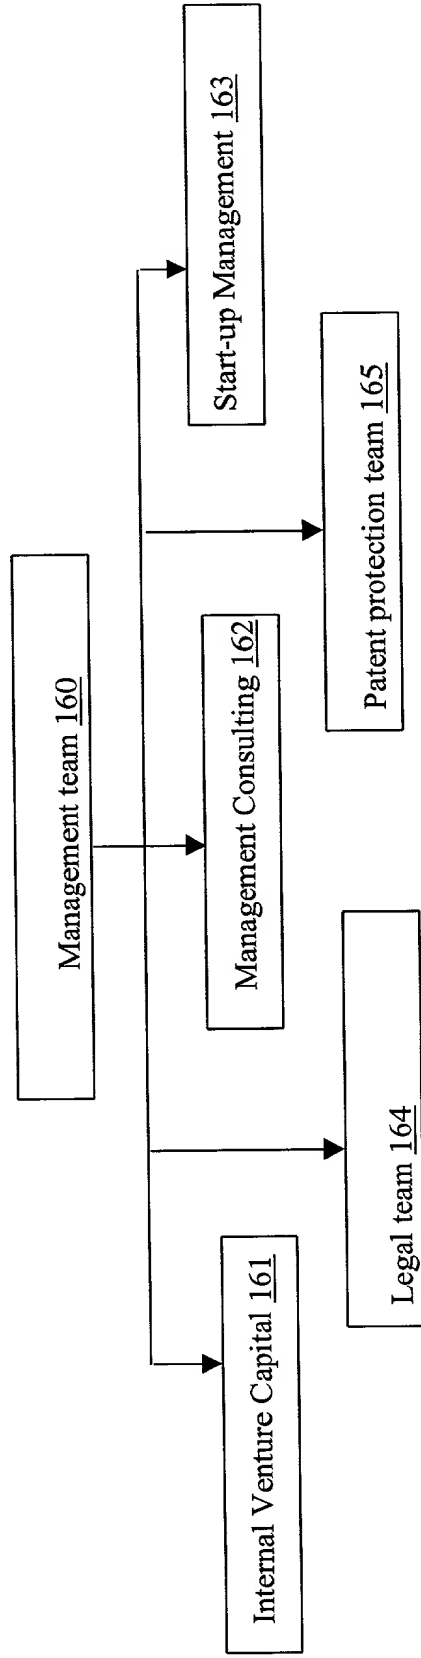 Management team 160
Internal Venture Capital 161
Management Consulting 162
Start-up Management 163
Legal team 164
Patent protection team 165